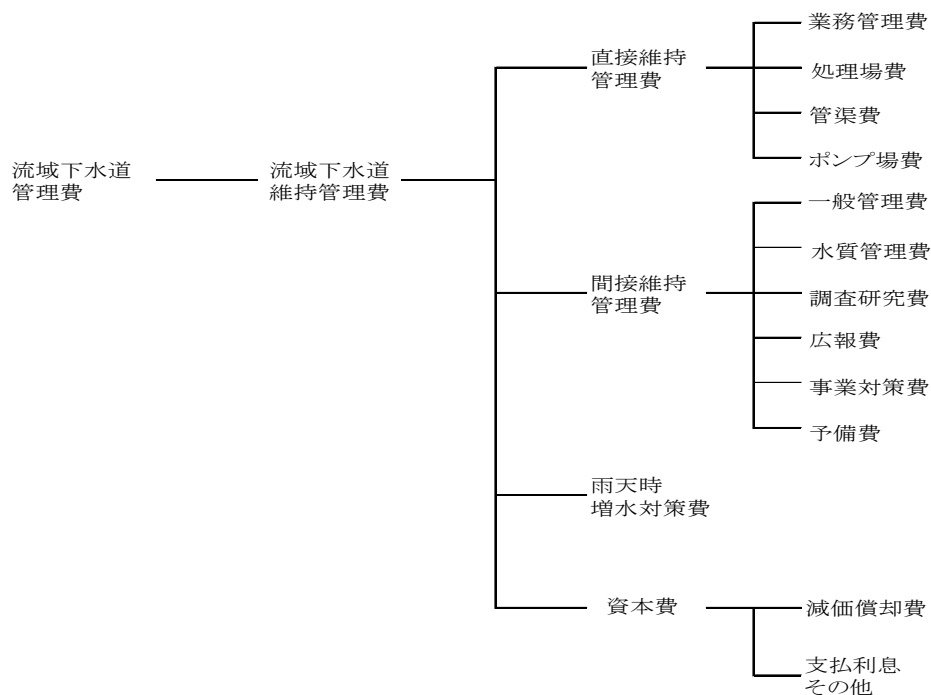 流域下水道
管理費
流域下水道
維持管理費
直接維持
管理費
業務管理費
処理場費
管渠費
ポンプ場費
間接維持
管理費
一般管理費
水質管理費
調査研究費
広報費
事業対策費
予備費
雨天時
増水対策費
資本費
減価償却費
支払利息
その他